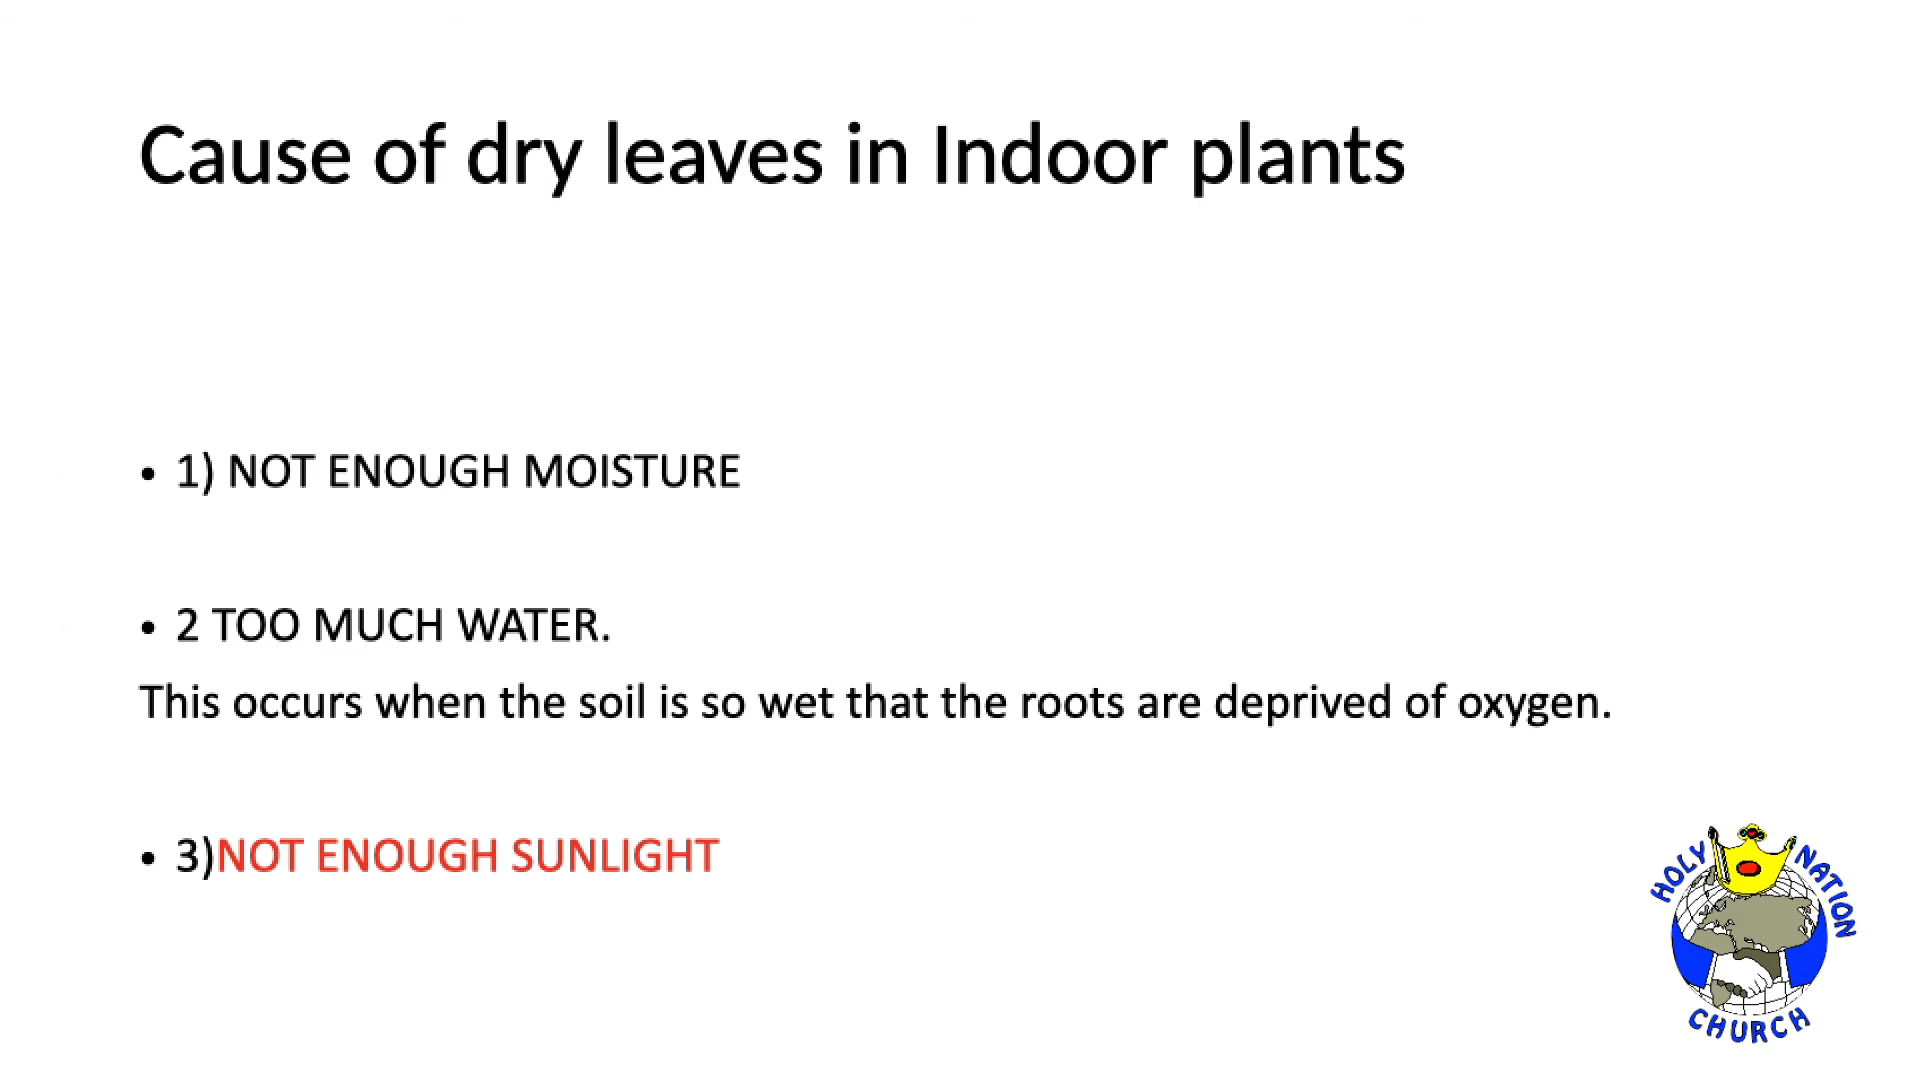 Cause of dry leaves in Indoor plants
• 1) NOT ENOUGH MOISTURE
• 2 TOO MUCH WATER.
This occurs when the soil is so wet that the roots are deprived of oxygen.
• 3)NOT ENOUGH SUNLIGHT
HOLY NATION
CHURCH